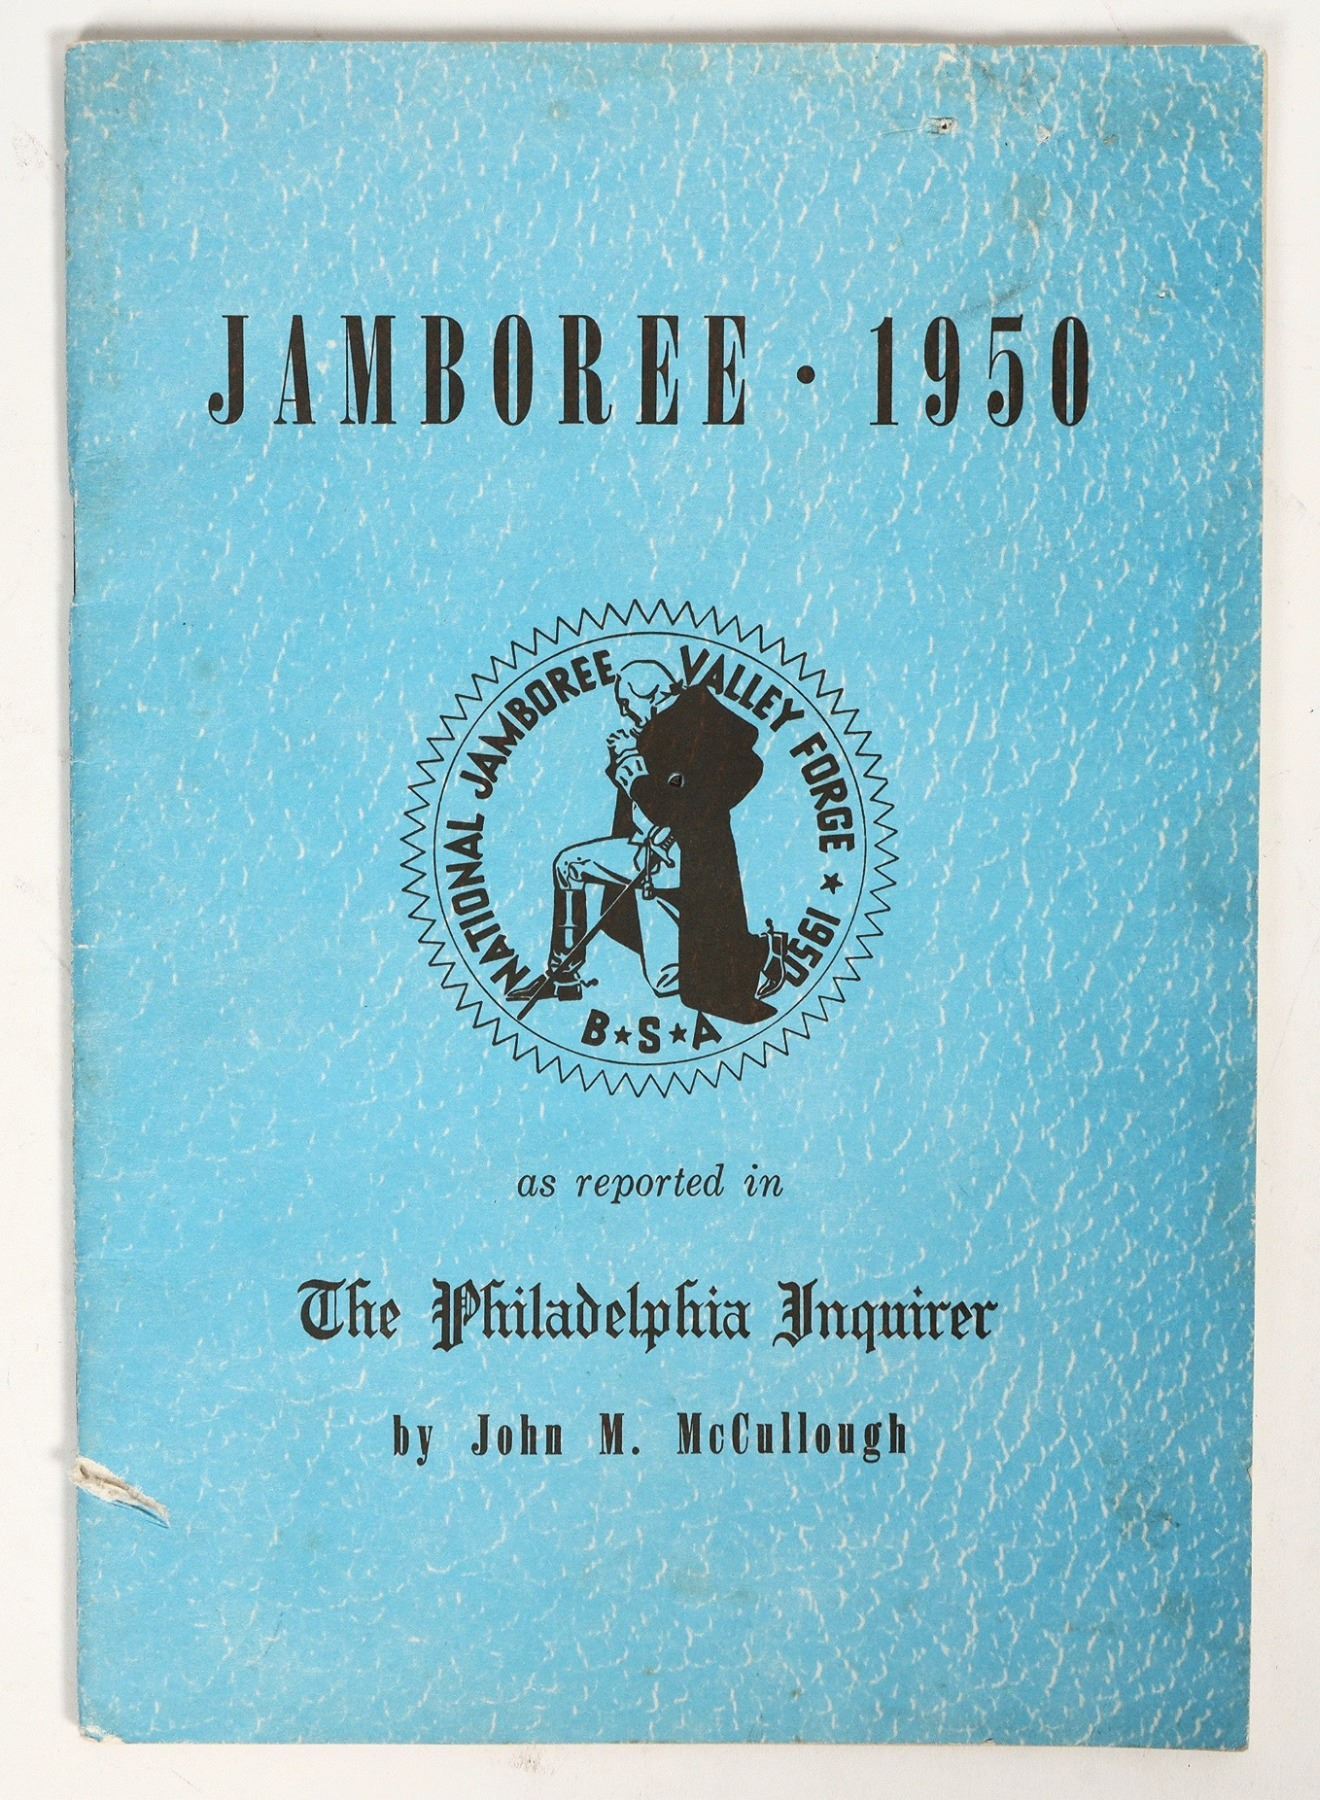 JAMBOREE · 1950
NATIONAL JAMBOREE VALLEY FORGE ★ 1950
B★S★A
as reported in
The Philadelphia Inquirer
by John M. McCullough